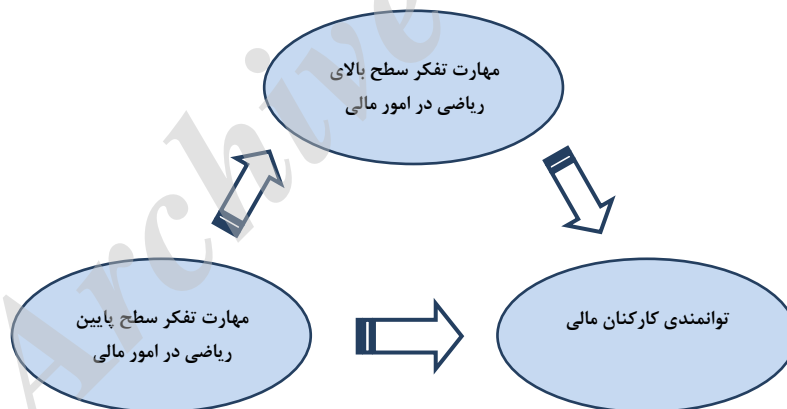 مهارت تفکر سطح بالای
ریاضی در امور مالی
مهارت تفکر سطح پایین
ریاضی در امور مالی
توانمندی کارکنان مالی
Archive